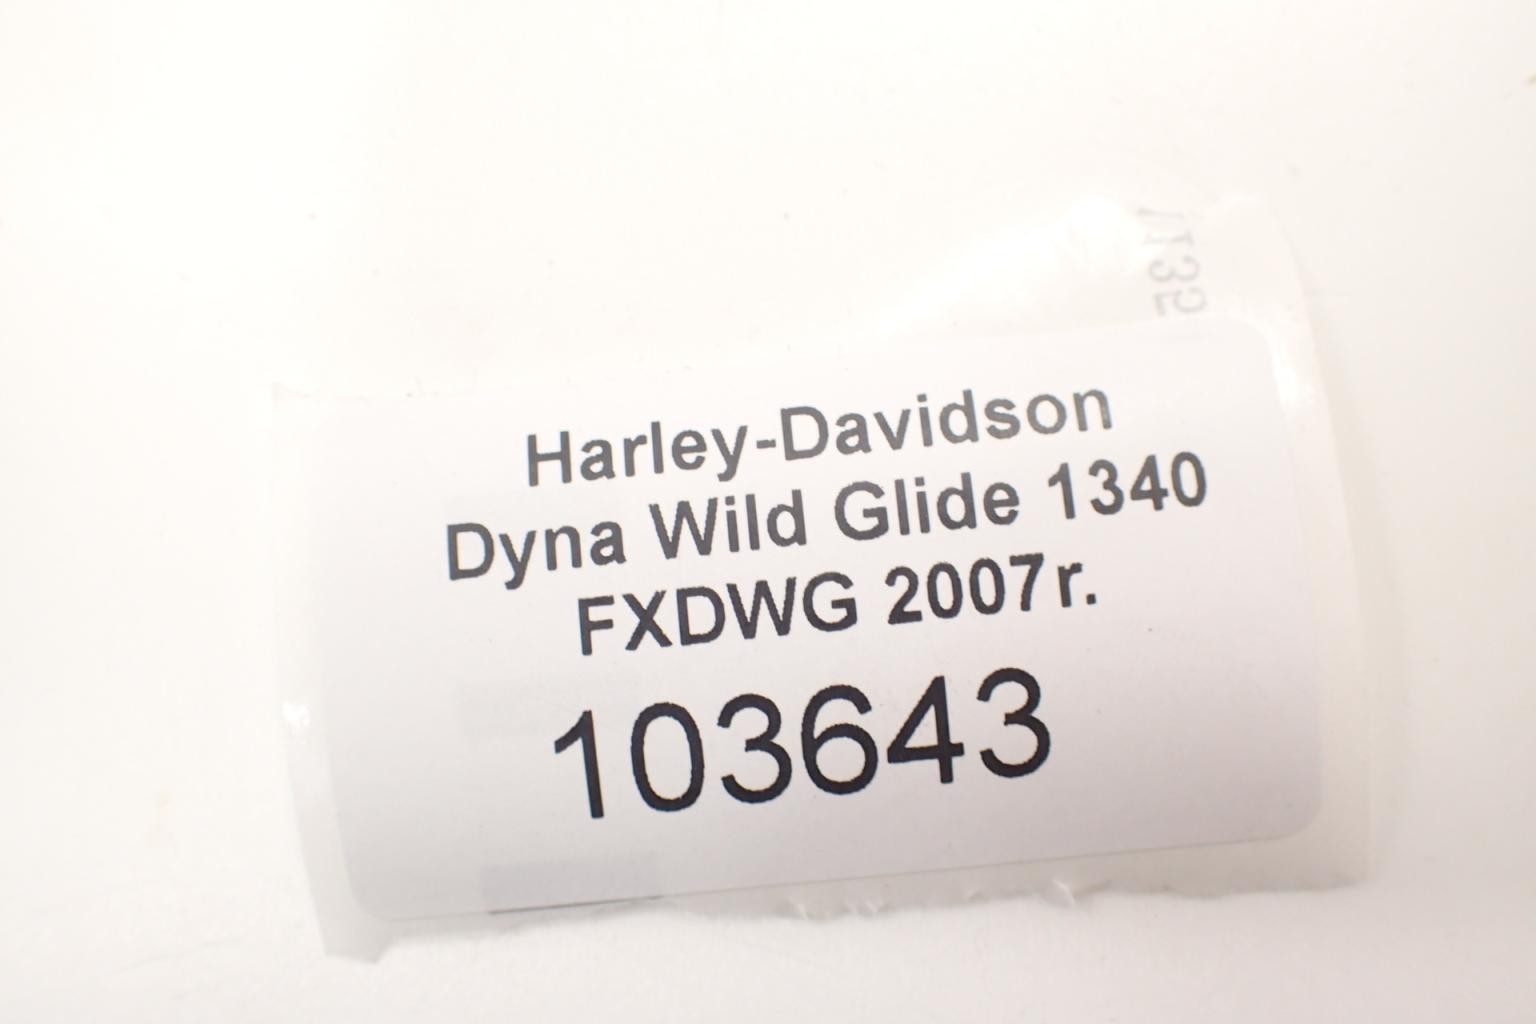 Harley-Davidson
Dyna Wild Glide 1340
FXDWG 2007r.
103643